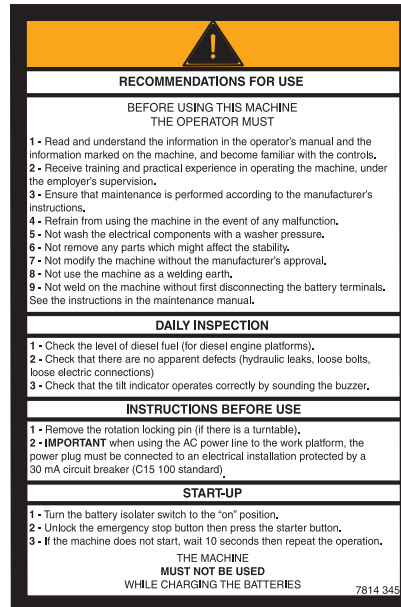 RECOMMENDATIONS FOR USE
BEFORE USING THIS MACHINE
THE OPERATOR MUST
1 - Read and understand the information in the operator's manual and the
information marked on the machine, and become familiar with the controls.
2 - Receive training and practical experience in operating the machine, under
the employer's supervision.
3 - Ensure that maintenance is performed according to the manufacturer's
instructions.
4 - Refrain from using the machine in the event of any malfunction.
5 - Not wash the electrical components with a washer pressure.
6 - Not remove any parts which might affect the stability.
7 - Not modify the machine without the manufacturer's approval.
8 - Not use the machine as a welding earth.
9 - Not weld on the machine without first disconnecting the battery terminals.
See the instructions in the maintenance manual.
DAILY INSPECTION
1 - Check the level of diesel fuel (for diesel engine platforms).
2 - Check that there are no apparent defects (hydraulic leaks, loose bolts,
loose electric connections)
3 - Check that the tilt indicator operates correctly by sounding the buzzer.
INSTRUCTIONS BEFORE USE
1 - Remove the rotation locking pin (if there is a turntable).
2 - IMPORTANT when using the AC power line to the work platform, the
power plug must be connected to an electrical installation protected by a
30 mA circuit breaker (C15 100 standard).
START-UP
1 - Turn the battery isolater switch to the "on" position.
2 - Unlock the emergency stop button then press the starter button.
3 - If the machine does not start, wait 10 seconds then repeat the operation.
THE MACHINE
MUST NOT BE USED
WHILE CHARGING THE BATTERIES
7814 345